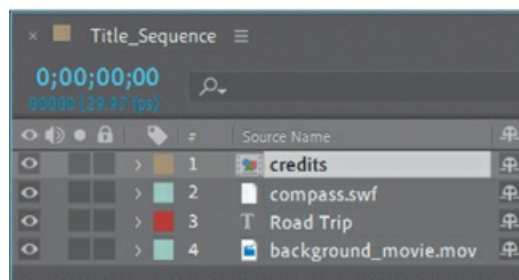 × Title_Sequence ≡
0;00;00;00
00000 (29.97 fps)
# Source Name
1 credits
2 compass.swf
3 T Road Trip
4 background_movie.mov